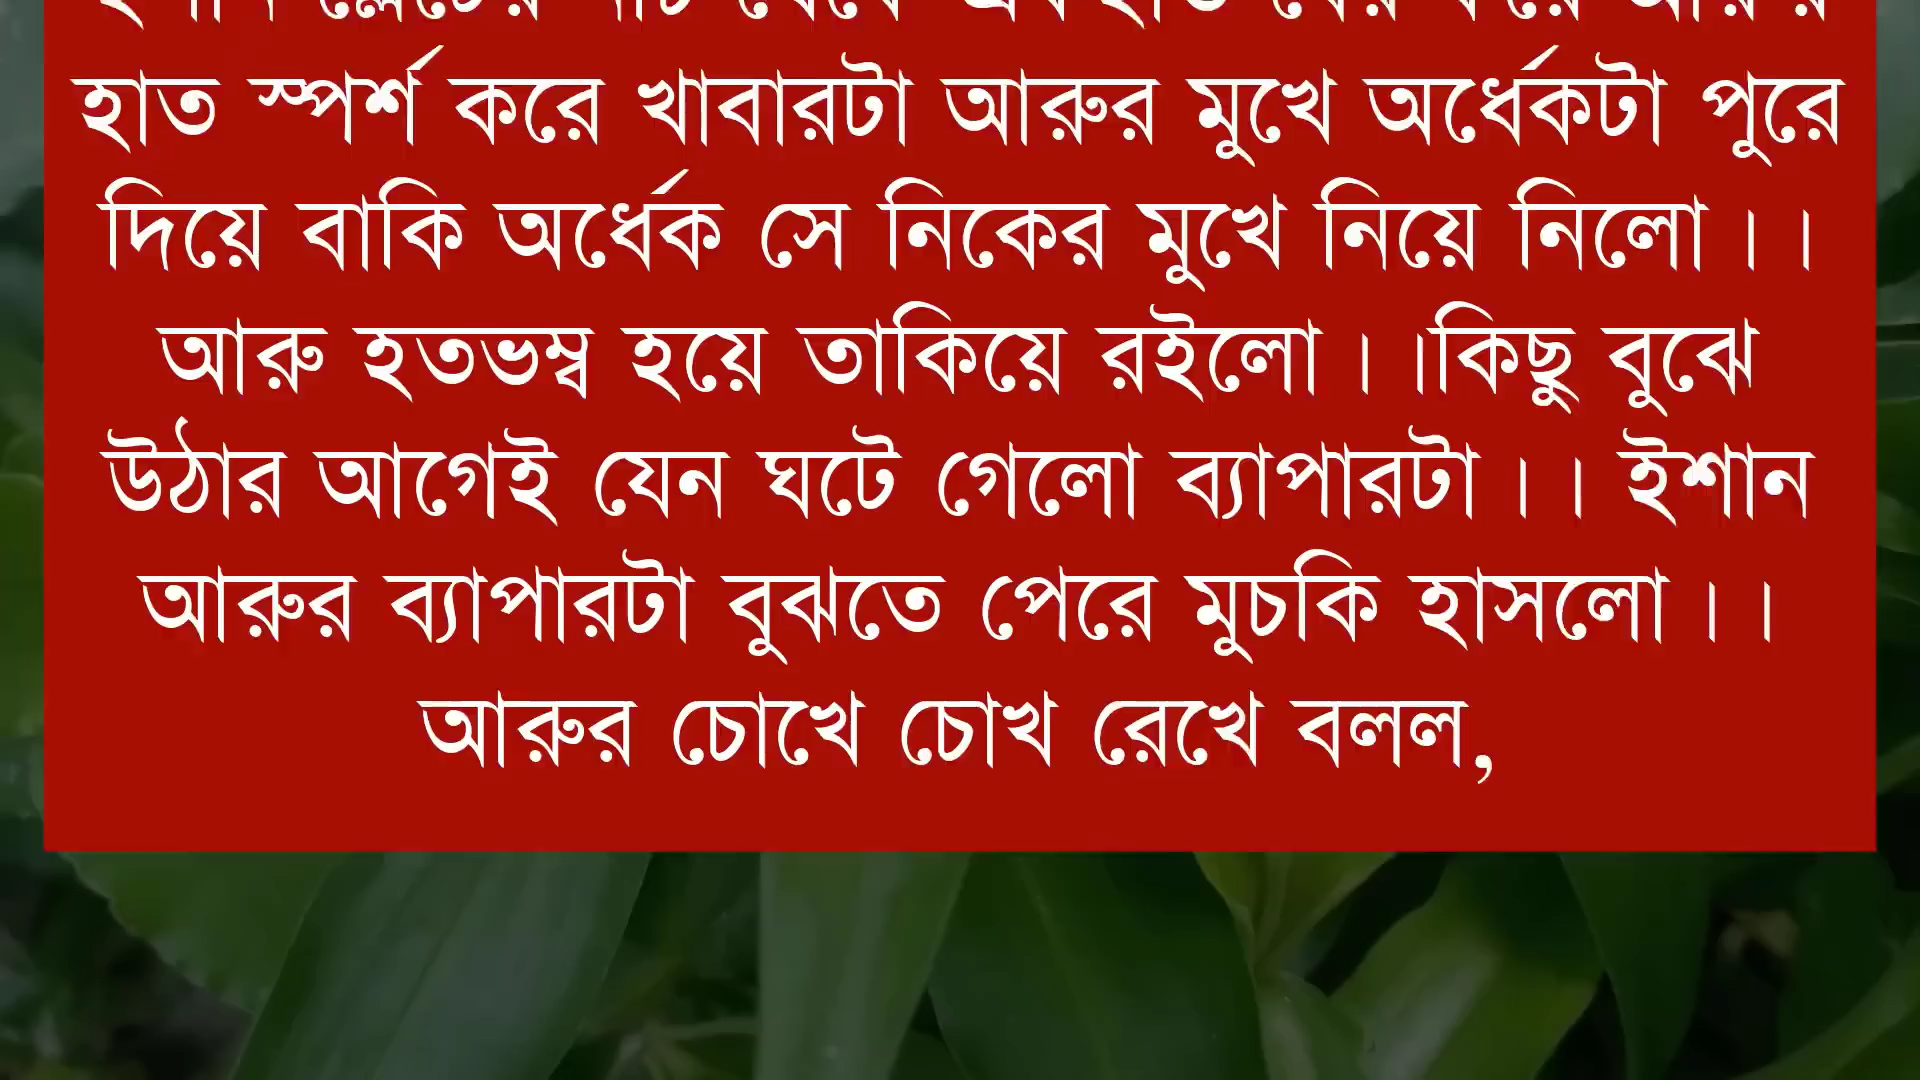 হাত স্পর্শ করে খাবারটা আরুর মুখে অর্ধেকটা পুরে
দিয়ে বাকি অর্ধেক সে নিকের মুখে নিয়ে নিলো।।
আরু হতভম্ব হয়ে তাকিয়ে রইলো।।কিছু বুঝে
উঠার আগেই যেন ঘটে গেলো ব্যাপারটা।। ইশান
আরুর ব্যাপারটা বুঝতে পেরে মুচকি হাসলো।।
আরুর চোখে চোখ রেখে বলল,